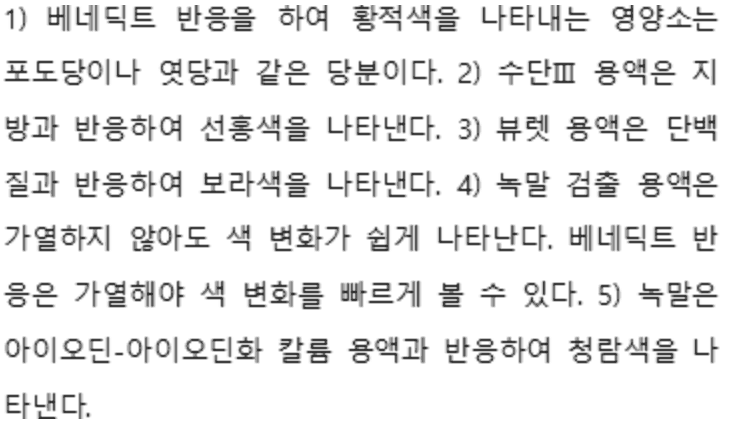 1) 베네딕트 반응을 하여 황적색을 나타내는 영양소는
포도당이나 엿당과 같은 당분이다. 2) 수단Ⅲ 용액은 지
방과 반응하여 선홍색을 나타낸다. 3) 뷰렛 용액은 단백
질과 반응하여 보라색을 나타낸다. 4) 녹말 검출 용액은
가열하지 않아도 색 변화가 쉽게 나타난다. 베네딕트 반
응은 가열해야 색 변화를 빠르게 볼 수 있다. 5) 녹말은
아이오딘-아이오딘화 칼륨 용액과 반응하여 청람색을 나
타낸다.